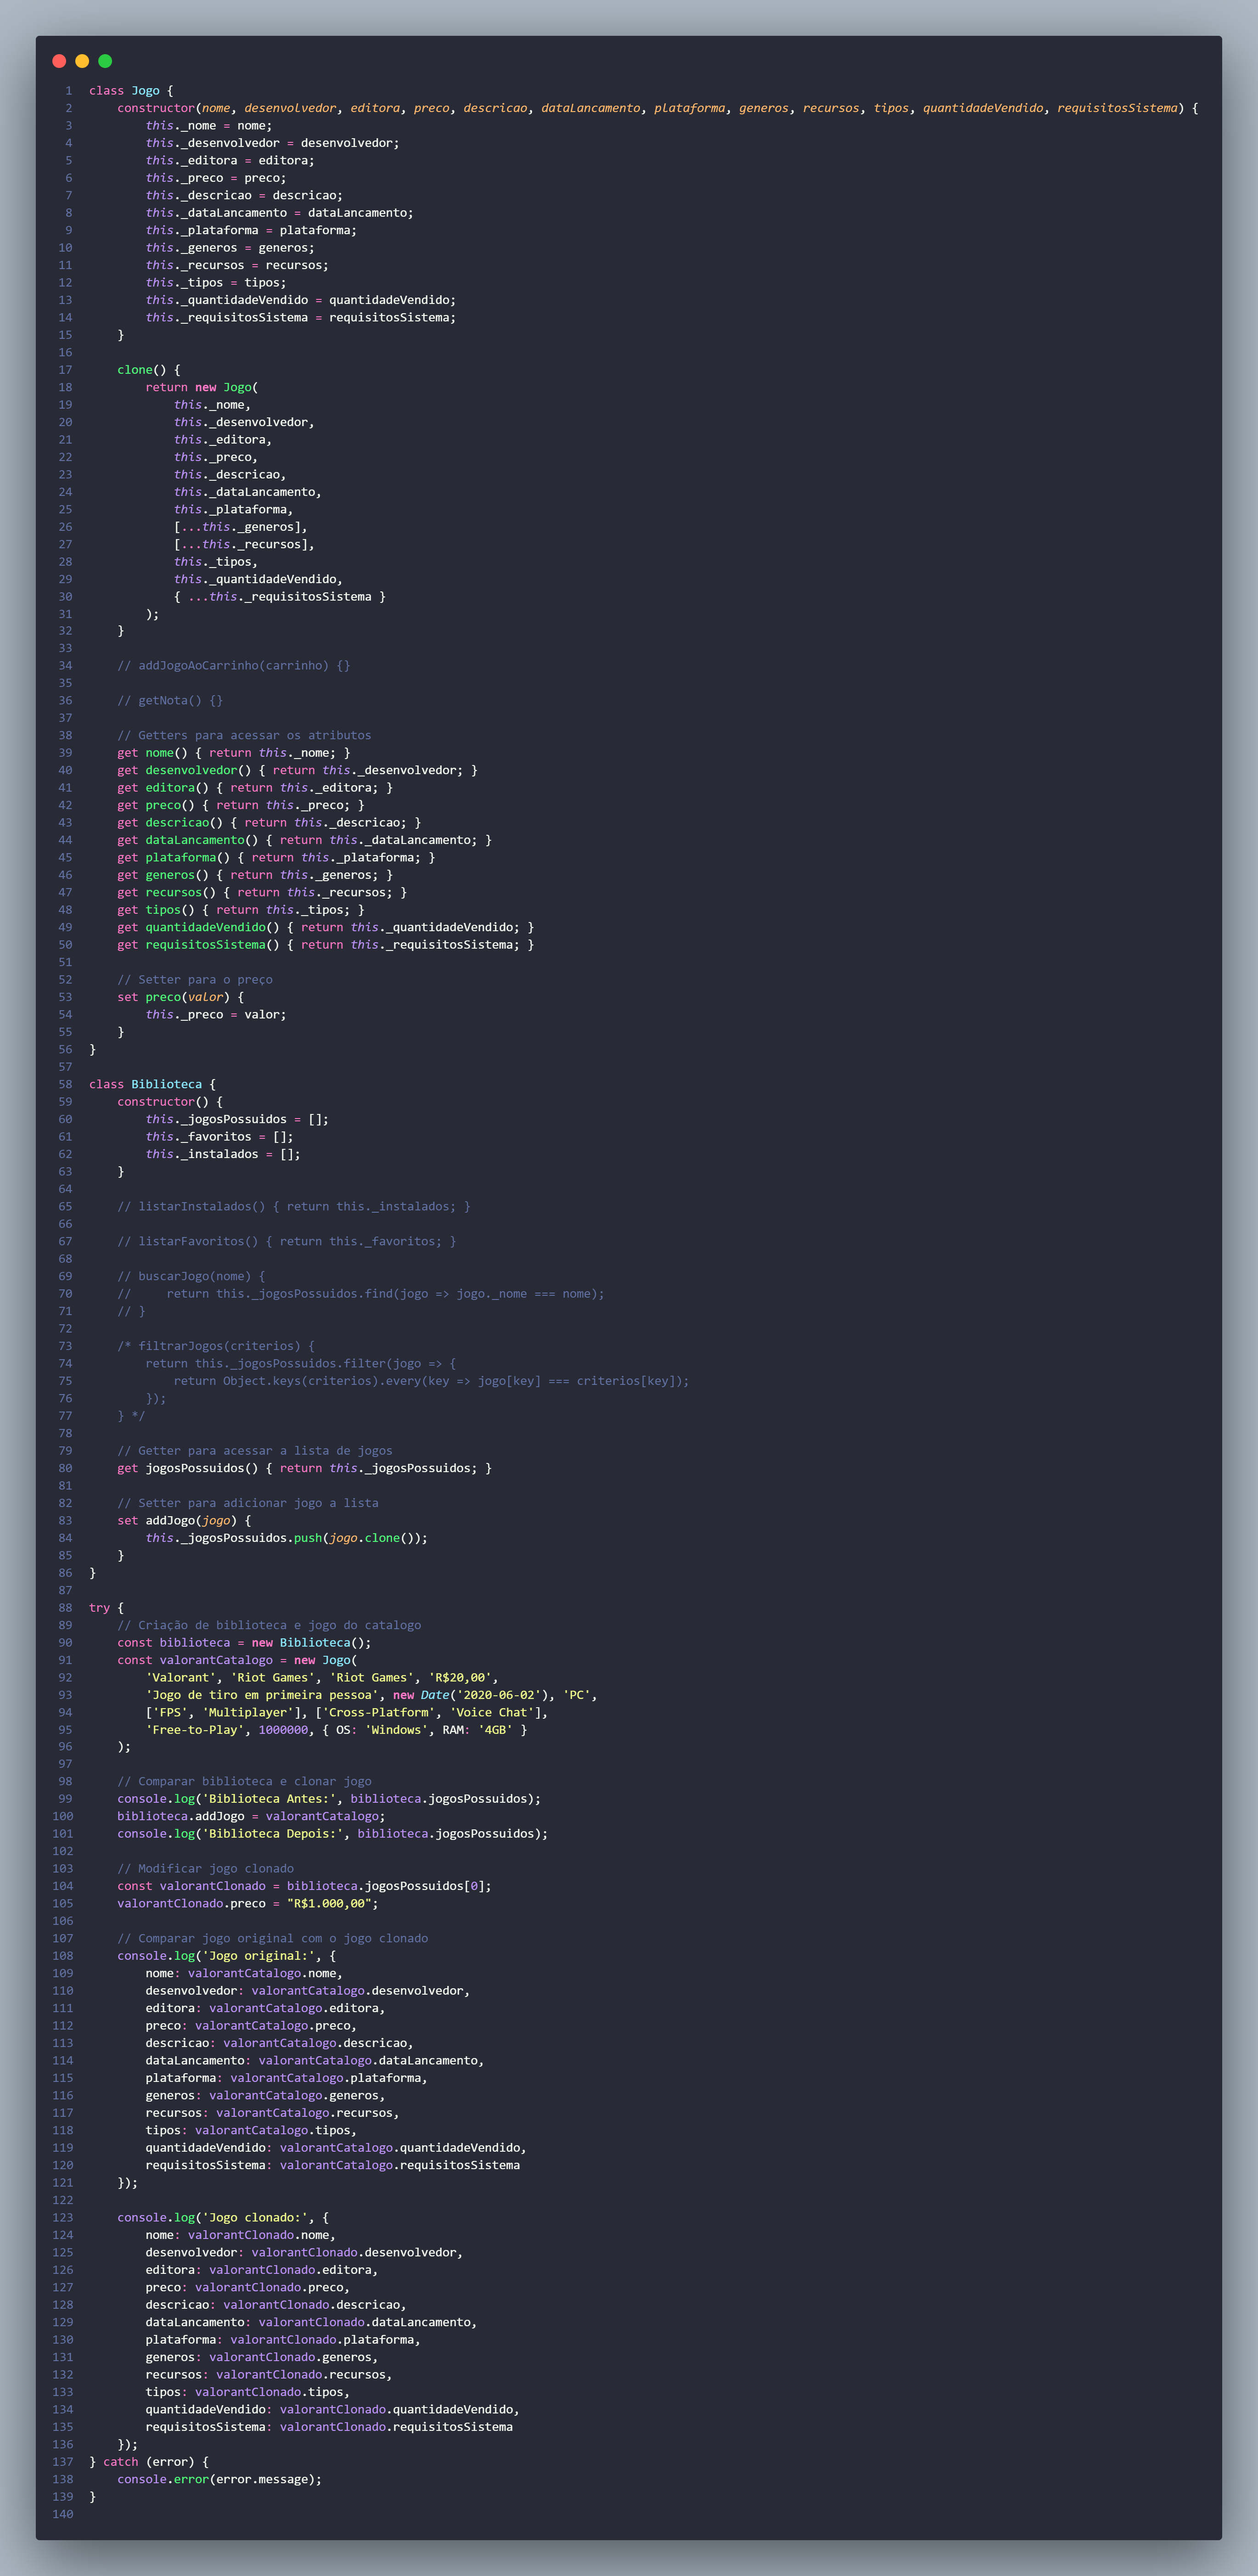 1 class Jogo {
2     constructor(nome, desenvolvedor, editora, preco, descricao, dataLancamento, plataforma, generos, recursos, tipos, quantidadeVendido, requisitosSistema) {
3         this._nome = nome;
4         this._desenvolvedor = desenvolvedor;
5         this._editora = editora;
6         this._preco = preco;
7         this._descricao = descricao;
8         this._dataLancamento = dataLancamento;
9         this._plataforma = plataforma;
10         this._generos = generos;
11         this._recursos = recursos;
12         this._tipos = tipos;
13         this._quantidadeVendido = quantidadeVendido;
14         this._requisitosSistema = requisitosSistema;
15     }
16
17     clone() {
18         return new Jogo(
19             this._nome,
20             this._desenvolvedor,
21             this._editora,
22             this._preco,
23             this._descricao,
24             this._dataLancamento,
25             this._plataforma,
26             [...this._generos],
27             [...this._recursos],
28             this._tipos,
29             this._quantidadeVendido,
30             { ...this._requisitosSistema }
31         );
32     }
33
34     // addJogoAoCarrinho(carrinho) {}
35
36     // getNota() {}
37
38     // Getters para acessar os atributos
39     get nome() { return this._nome; }
40     get desenvolvedor() { return this._desenvolvedor; }
41     get editora() { return this._editora; }
42     get preco() { return this._preco; }
43     get descricao() { return this._descricao; }
44     get dataLancamento() { return this._dataLancamento; }
45     get plataforma() { return this._plataforma; }
46     get generos() { return this._generos; }
47     get recursos() { return this._recursos; }
48     get tipos() { return this._tipos; }
49     get quantidadeVendido() { return this._quantidadeVendido; }
50     get requisitosSistema() { return this._requisitosSistema; }
51
52     // Setter para o preço
53     set preco(valor) {
54         this._preco = valor;
55     }
56 }
57
58 class Biblioteca {
59     constructor() {
60         this._jogosPossuidos = [];
61         this._favoritos = [];
62         this._instalados = [];
63     }
64
65     // listarInstalados() { return this._instalados; }
66
67     // listarFavoritos() { return this._favoritos; }
68
69     // buscarJogo(nome) {
70     //     return this._jogosPossuidos.find(jogo => jogo._nome === nome);
71     // }
72
73     /* filtrarJogos(criterios) {
74         return this._jogosPossuidos.filter(jogo => {
75             return Object.keys(criterios).every(key => jogo[key] === criterios[key]);
76         });
77     } */
78
79     // Getter para acessar a lista de jogos
80     get jogosPossuidos() { return this._jogosPossuidos; }
81
82     // Setter para adicionar jogo a lista
83     set addJogo(jogo) {
84         this._jogosPossuidos.push(jogo.clone());
85     }
86 }
87
88 try {
89     // Criação de biblioteca e jogo do catalogo
90     const biblioteca = new Biblioteca();
91     const valorantCatalogo = new Jogo(
92         'Valorant', 'Riot Games', 'Riot Games', 'R$20,00',
93         'Jogo de tiro em primeira pessoa', new Date('2020-06-02'), 'PC',
94         ['FPS', 'Multiplayer'], ['Cross-Platform', 'Voice Chat'],
95         'Free-to-Play', 1000000, { OS: 'Windows', RAM: '4GB' }
96     );
97
98     // Comparar biblioteca e clonar jogo
99     console.log('Biblioteca Antes:', biblioteca.jogosPossuidos);
100     biblioteca.addJogo = valorantCatalogo;
101     console.log('Biblioteca Depois:', biblioteca.jogosPossuidos);
102
103     // Modificar jogo clonado
104     const valorantClonado = biblioteca.jogosPossuidos[0];
105     valorantClonado.preco = "R$1.000,00";
106
107     // Comparar jogo original com o jogo clonado
108     console.log('Jogo original:', {
109         nome: valorantCatalogo.nome,
110         desenvolvedor: valorantCatalogo.desenvolvedor,
111         editora: valorantCatalogo.editora,
112         preco: valorantCatalogo.preco,
113         descricao: valorantCatalogo.descricao,
114         dataLancamento: valorantCatalogo.dataLancamento,
115         plataforma: valorantCatalogo.plataforma,
116         generos: valorantCatalogo.generos,
117         recursos: valorantCatalogo.recursos,
118         tipos: valorantCatalogo.tipos,
119         quantidadeVendido: valorantCatalogo.quantidadeVendido,
120         requisitosSistema: valorantCatalogo.requisitosSistema
121     });
122
123     console.log('Jogo clonado:', {
124         nome: valorantClonado.nome,
125         desenvolvedor: valorantClonado.desenvolvedor,
126         editora: valorantClonado.editora,
127         preco: valorantClonado.preco,
128         descricao: valorantClonado.descricao,
129         dataLancamento: valorantClonado.dataLancamento,
130         plataforma: valorantClonado.plataforma,
131         generos: valorantClonado.generos,
132         recursos: valorantClonado.recursos,
133         tipos: valorantClonado.tipos,
134         quantidadeVendido: valorantClonado.quantidadeVendido,
135         requisitosSistema: valorantClonado.requisitosSistema
136     });
137 } catch (error) {
138     console.error(error.message);
139 }
140